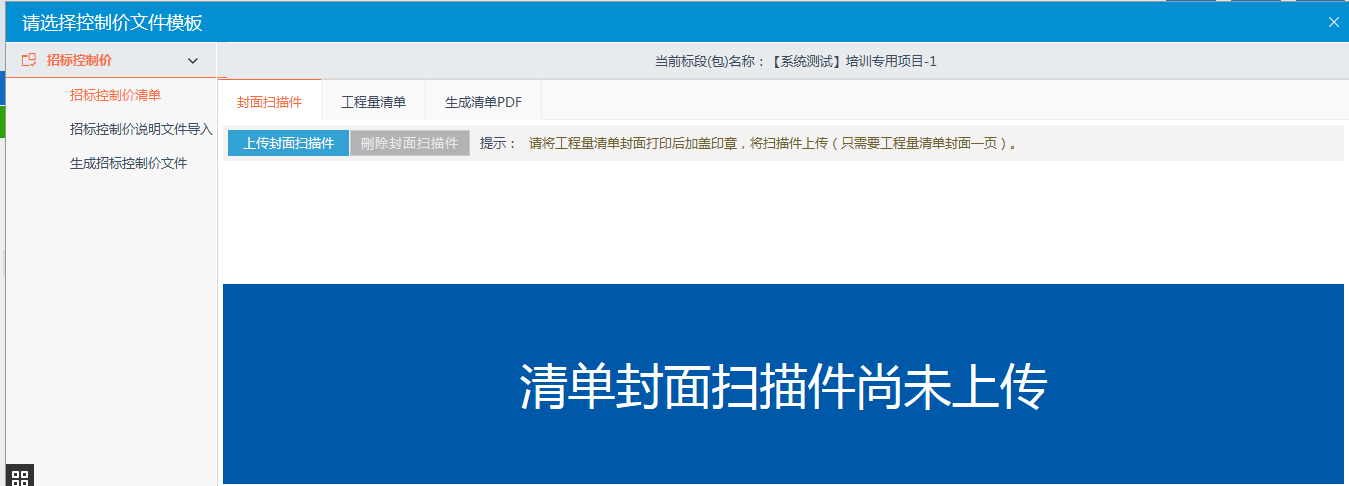 请选择控制价文件模板
招标控制价
当前标段(包)名称：【系统测试】培训专用项目-1
招标控制价清单
招标控制价说明文件导入
生成招标控制价文件
封面扫描件 工程量清单 生成清单PDF
上传封面扫描件 刪除封面扫描件 提示： 请将工程量清单封面打印后加盖印章，将扫描件上传（只需要工程量清单封面一页）。
清单封面扫描件尚未上传